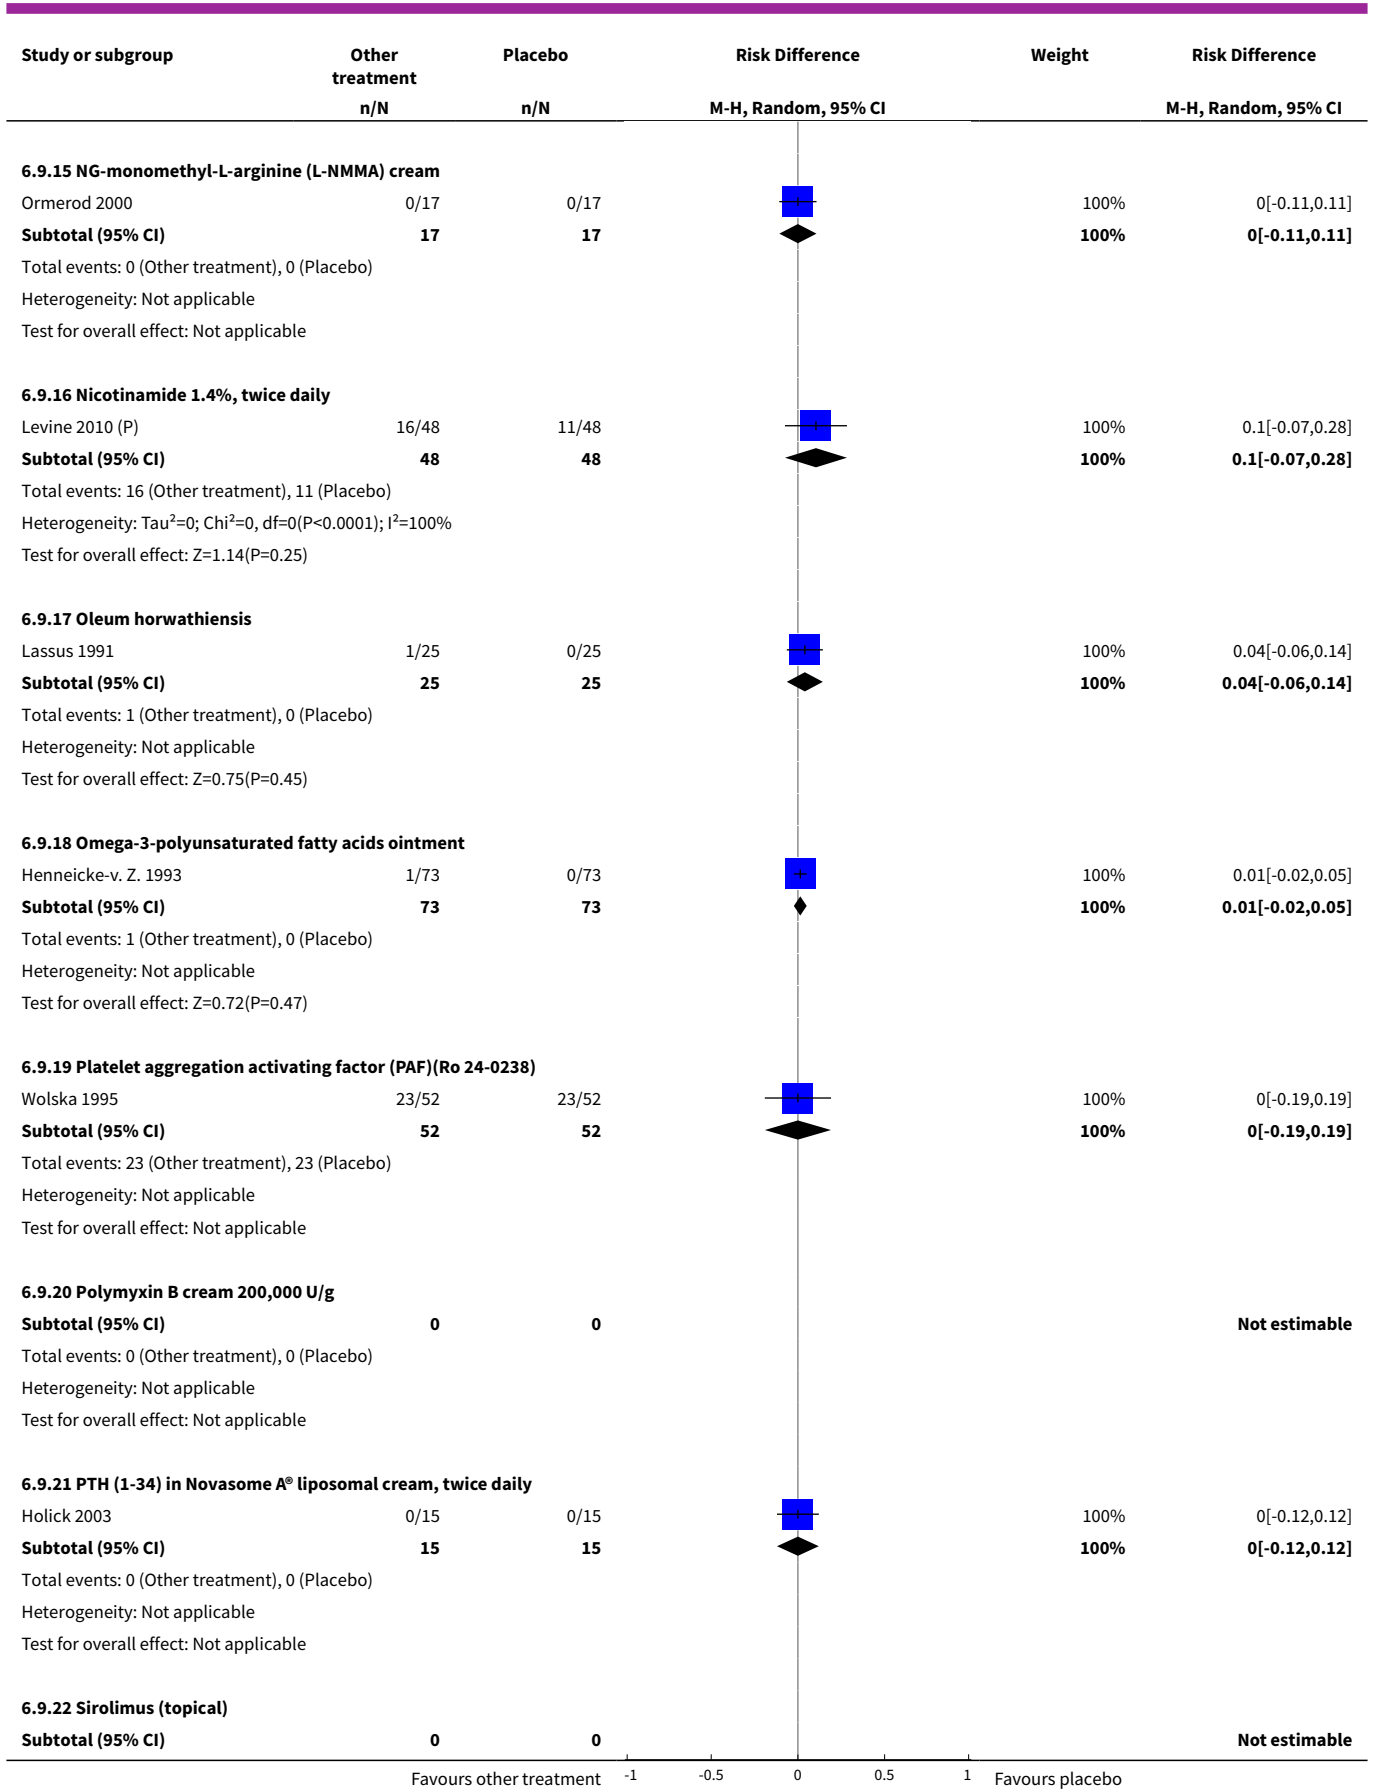 Study or subgroup Other treatment Placebo Risk Difference Weight Risk Difference
n/N n/N M-H, Random, 95% CI M-H, Random, 95% CI
6.9.15 NG-monomethyl-L-arginine (L-NMMA) cream
Ormerod 2000 0/17 0/17 100% 0[-0.11,0.11]
Subtotal (95% CI) 17 17 100% 0[-0.11,0.11]
Total events: 0 (Other treatment), 0 (Placebo)
Heterogeneity: Not applicable
Test for overall effect: Not applicable
6.9.16 Nicotinamide 1.4%, twice daily
Levine 2010 (P) 16/48 11/48 100% 0.1[-0.07,0.28]
Subtotal (95% CI) 48 48 100% 0.1[-0.07,0.28]
Total events: 16 (Other treatment), 11 (Placebo)
Heterogeneity: Tau²=0; Chi²=0, df=0(P<0.0001); I²=100%
Test for overall effect: Z=1.14(P=0.25)
6.9.17 Oleum horwathiensis
Lassus 1991 1/25 0/25 100% 0.04[-0.06,0.14]
Subtotal (95% CI) 25 25 100% 0.04[-0.06,0.14]
Total events: 1 (Other treatment), 0 (Placebo)
Heterogeneity: Not applicable
Test for overall effect: Z=0.75(P=0.45)
6.9.18 Omega-3-polyunsaturated fatty acids ointment
Henneicke-v. Z. 1993 1/73 0/73 100% 0.01[-0.02,0.05]
Subtotal (95% CI) 73 73 100% 0.01[-0.02,0.05]
Total events: 1 (Other treatment), 0 (Placebo)
Heterogeneity: Not applicable
Test for overall effect: Z=0.72(P=0.47)
6.9.19 Platelet aggregation activating factor (PAF)(Ro 24-0238)
Wolska 1995 23/52 23/52 100% 0[-0.19,0.19]
Subtotal (95% CI) 52 52 100% 0[-0.19,0.19]
Total events: 23 (Other treatment), 23 (Placebo)
Heterogeneity: Not applicable
Test for overall effect: Not applicable
6.9.20 Polymyxin B cream 200,000 U/g
Subtotal (95% CI) 0 0 Not estimable
Total events: 0 (Other treatment), 0 (Placebo)
Heterogeneity: Not applicable
Test for overall effect: Not applicable
6.9.21 PTH (1-34) in Novasome A® liposomal cream, twice daily
Holick 2003 0/15 0/15 100% 0[-0.12,0.12]
Subtotal (95% CI) 15 15 100% 0[-0.12,0.12]
Total events: 0 (Other treatment), 0 (Placebo)
Heterogeneity: Not applicable
Test for overall effect: Not applicable
6.9.22 Sirolimus (topical)
Subtotal (95% CI) 0 0 Not estimable
Favours other treatment -1 -0.5 0 0.5 1 Favours placebo